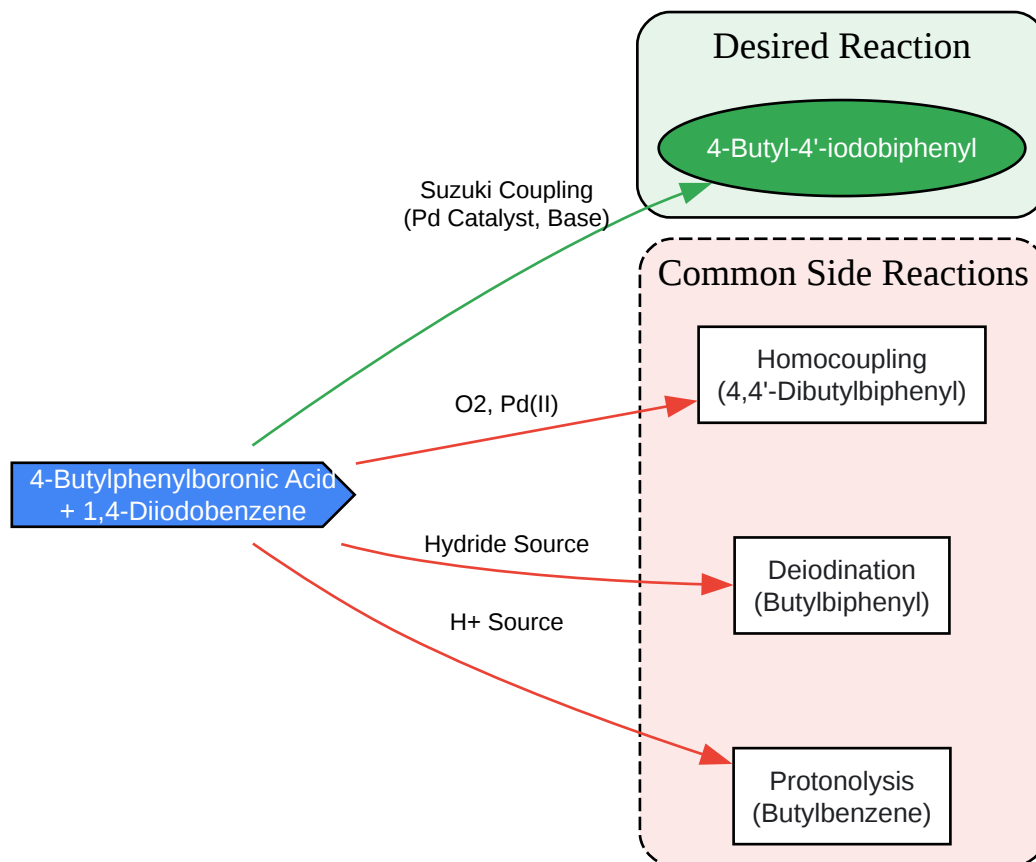 Desired Reaction
4-Butyl-4'-iodobiphenyl
Suzuki Coupling
(Pd Catalyst, Base)
Common Side Reactions
Homocoupling
(4,4'-Dibutylbiphenyl)
O2, Pd(II)
4-Butylphenylboronic Acid
+ 1,4-Diiodobenzene
Hydride Source
Deiodination
(Butylbiphenyl)
H+ Source
Protonolysis
(Butylbenzene)